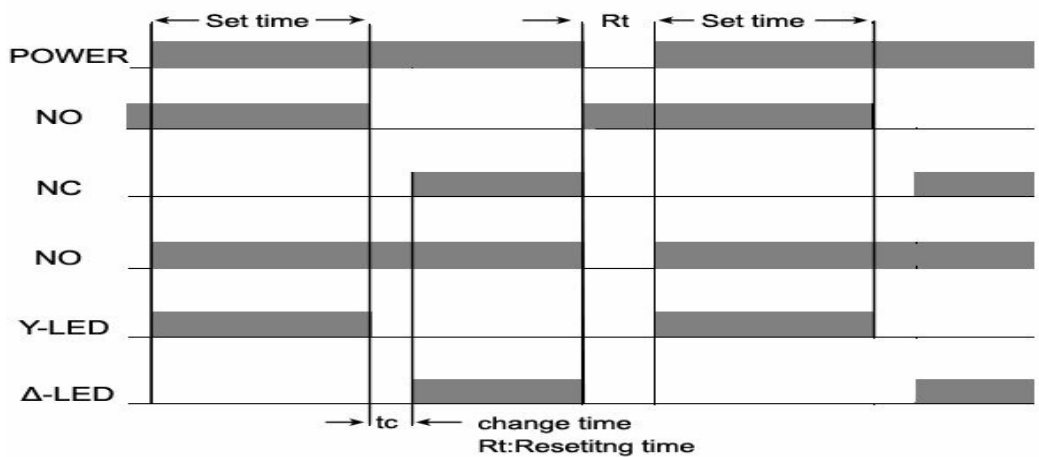 Set time Rt Set time
POWER
NO
NC
NO
Y-LED
Δ-LED
tc change time
Rt:Resetitng time